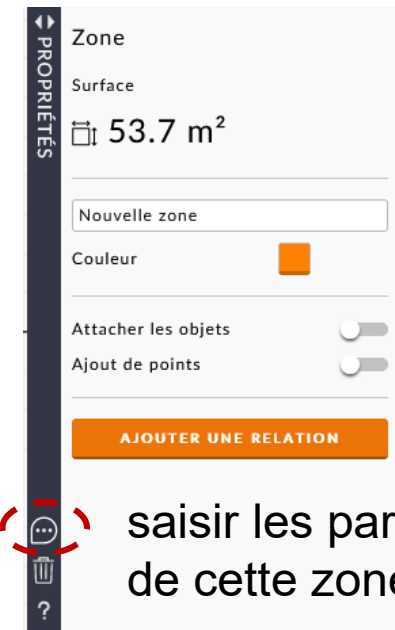 PROPRIÉTÉS
Zone
Surface
53.7 m²
Nouvelle zone
Couleur
Attacher les objets
Ajout de points
AJOUTER UNE RELATION
saisir les par
de cette zone
?